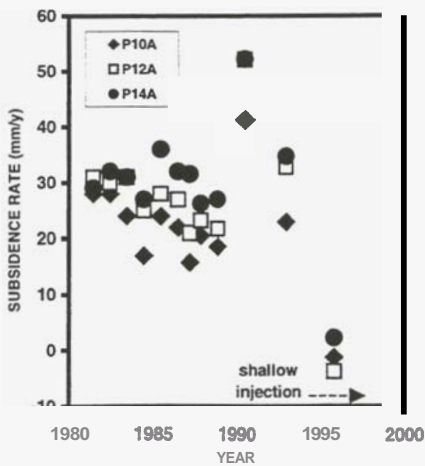 60
P10A
P12A
P14A
50
40
30
20
10
0
10
SUBSIDENCE RATE (mm/y)
shallow
injection
1980 1985 1990 1995 2000
YEAR